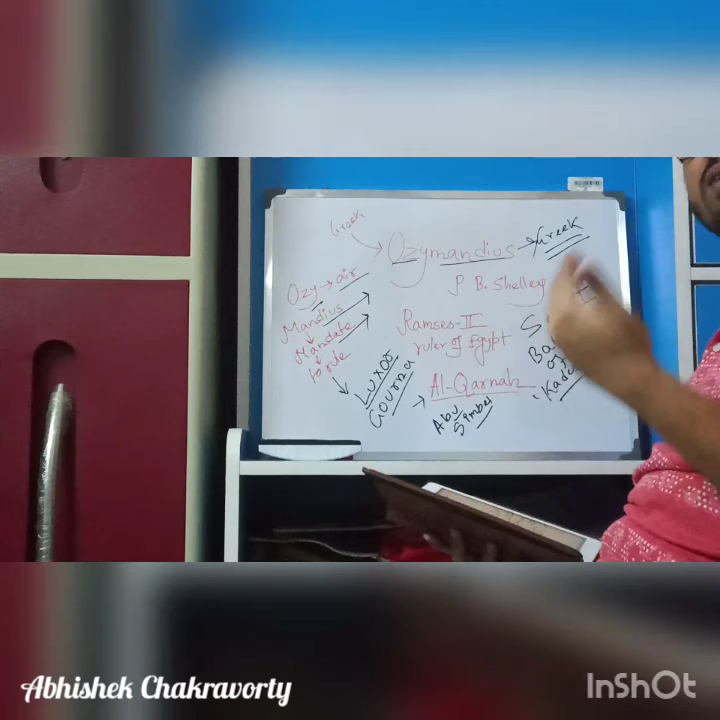 Greek
Ozymandius → Greek
P. B. Shelley
Ozy → air
Mandius
Mandate
to rule
Ramses-II
ruler of Egypt
Luxor
Gourna
→ Al-Qarnah
Abu
Simbel
Abhishek Chakravorty
InShOt